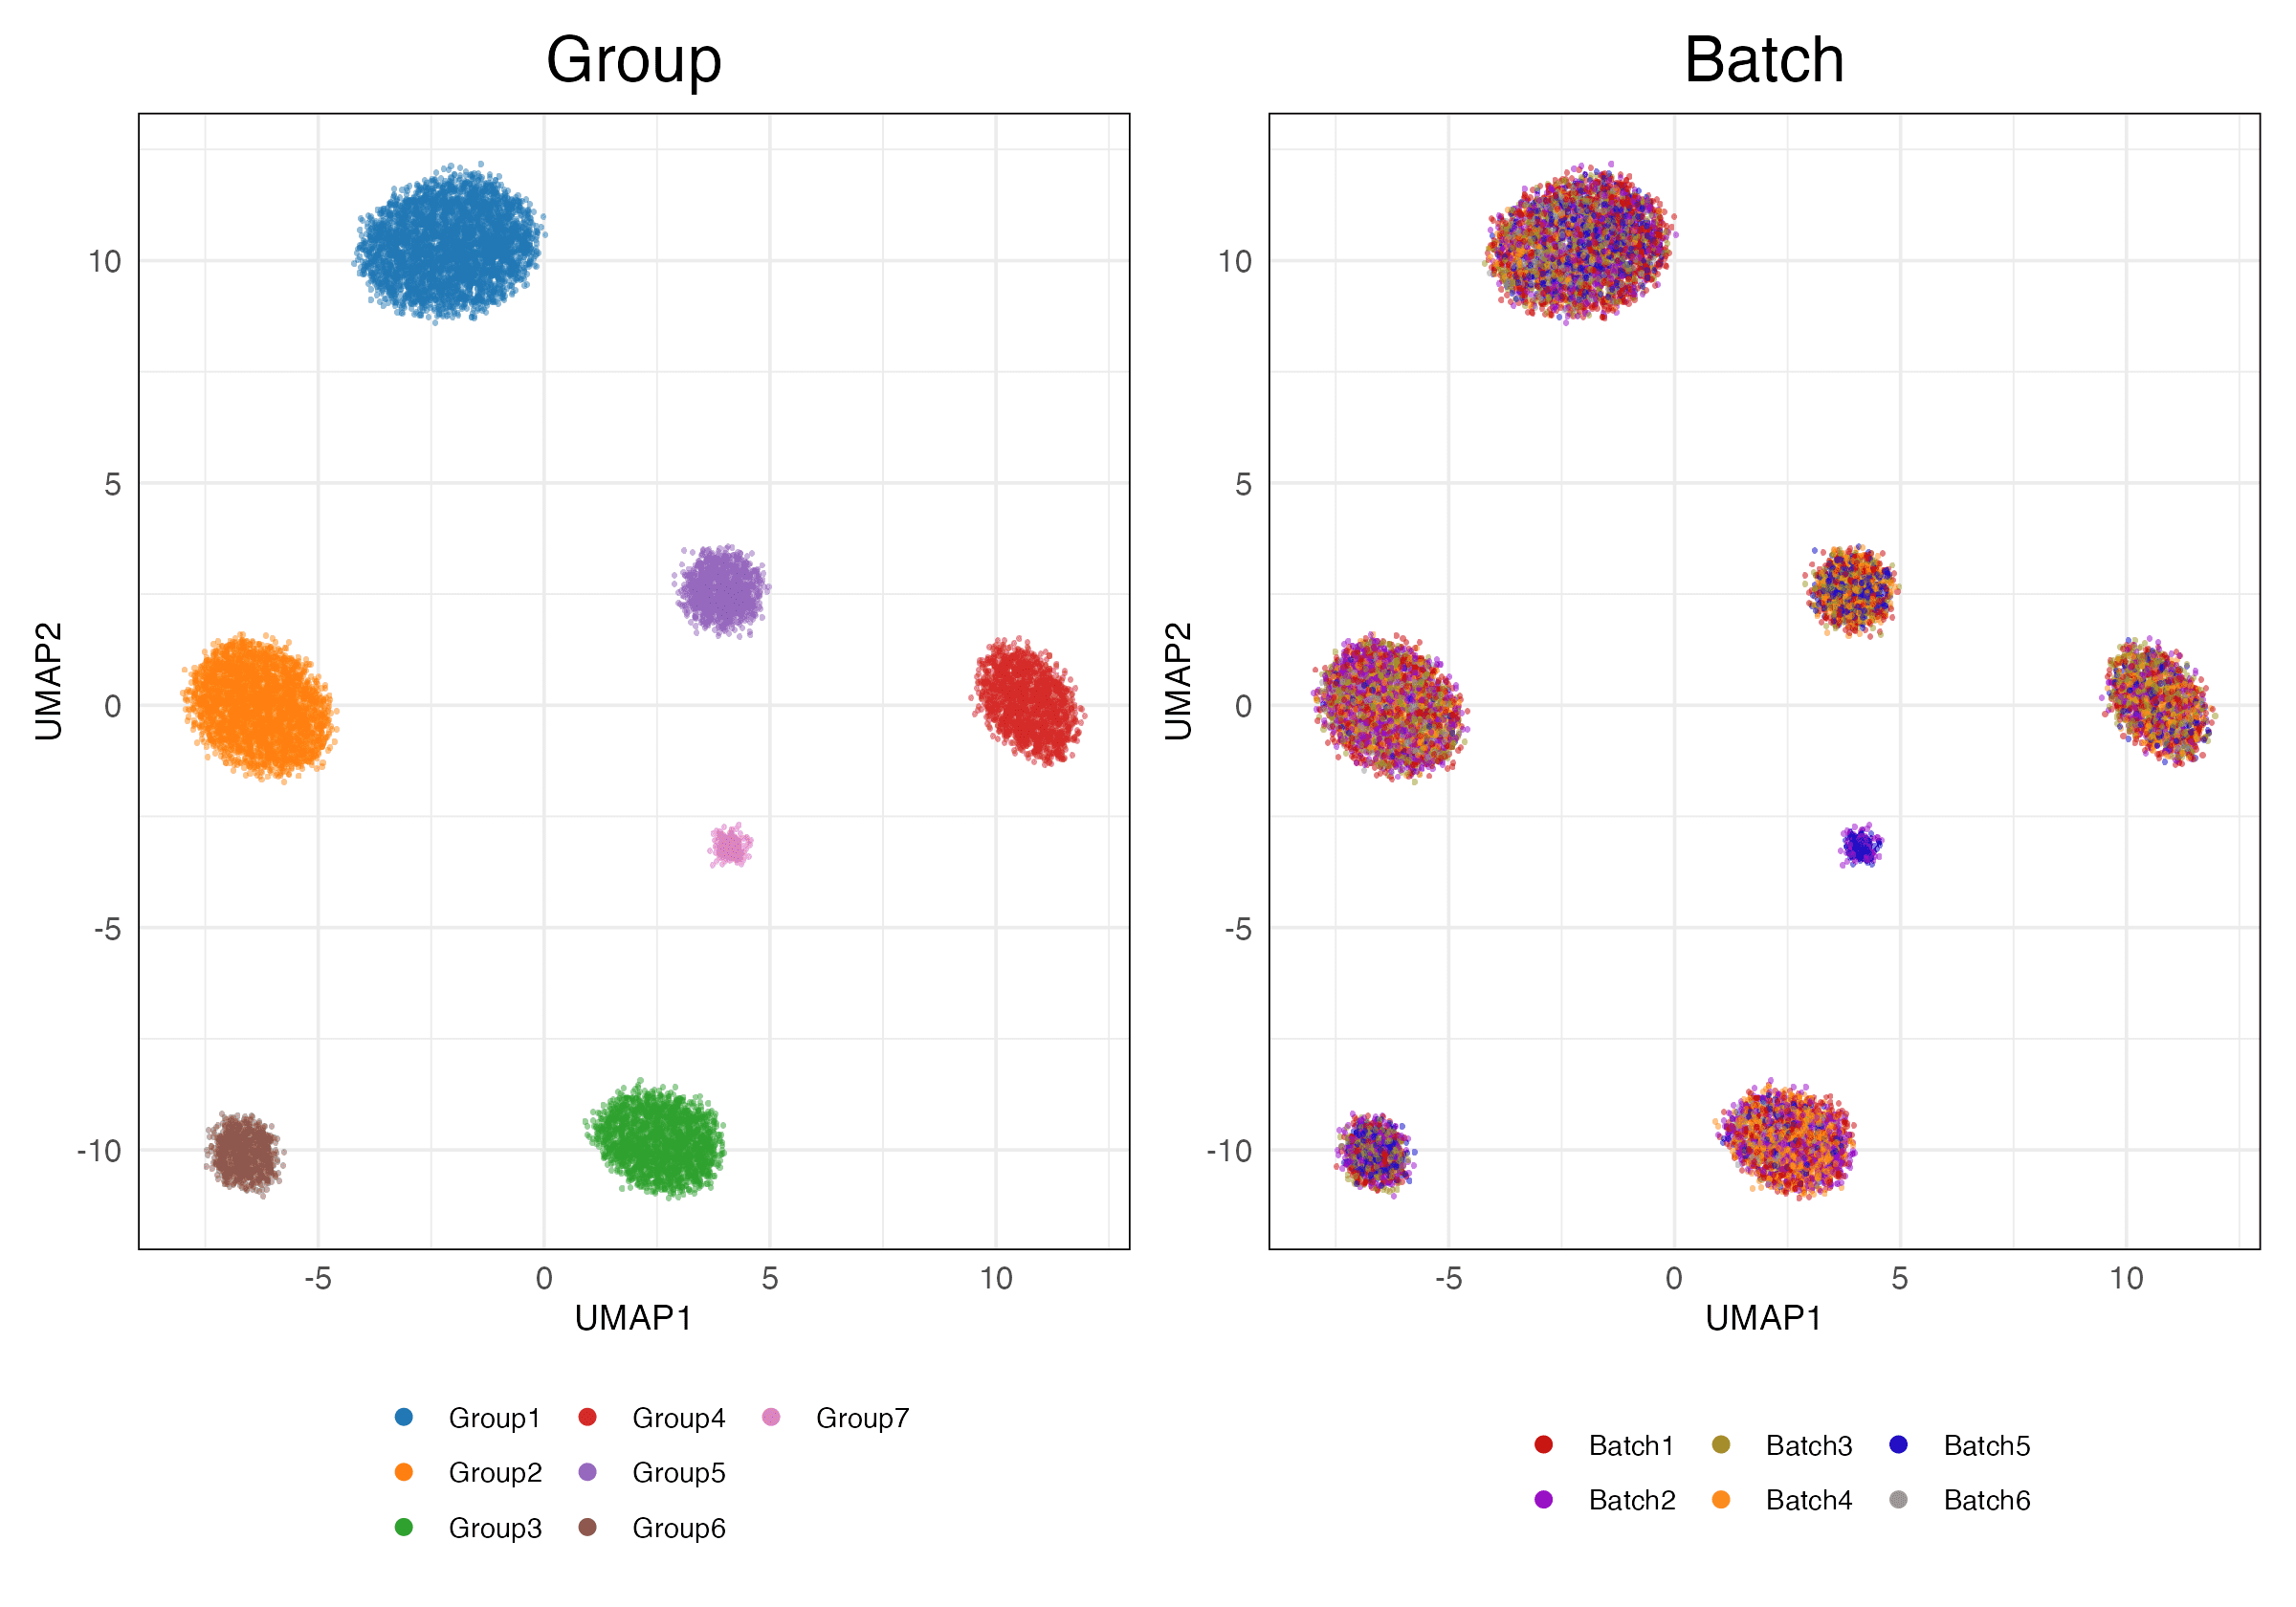 Group
Batch
10
5
0
-5
-10
UMAP2
-5 0 5 10
UMAP1
10
5
0
-5
-10
UMAP2
-5 0 5 10
UMAP1
Group1 Group4 Group7
Group2 Group5
Group3 Group6
Batch1 Batch3 Batch5
Batch2 Batch4 Batch6